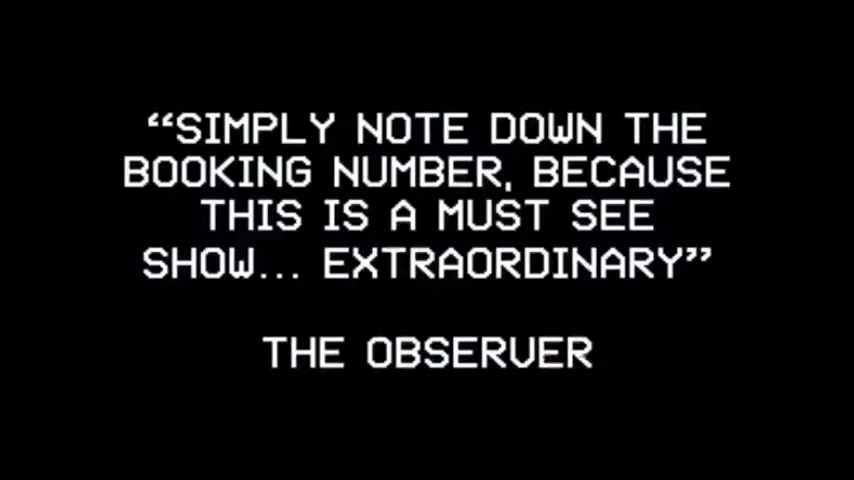 “SIMPLY NOTE DOWN THE
BOOKING NUMBER, BECAUSE
THIS IS A MUST SEE
SHOW... EXTRAORDINARY”
THE OBSERVER